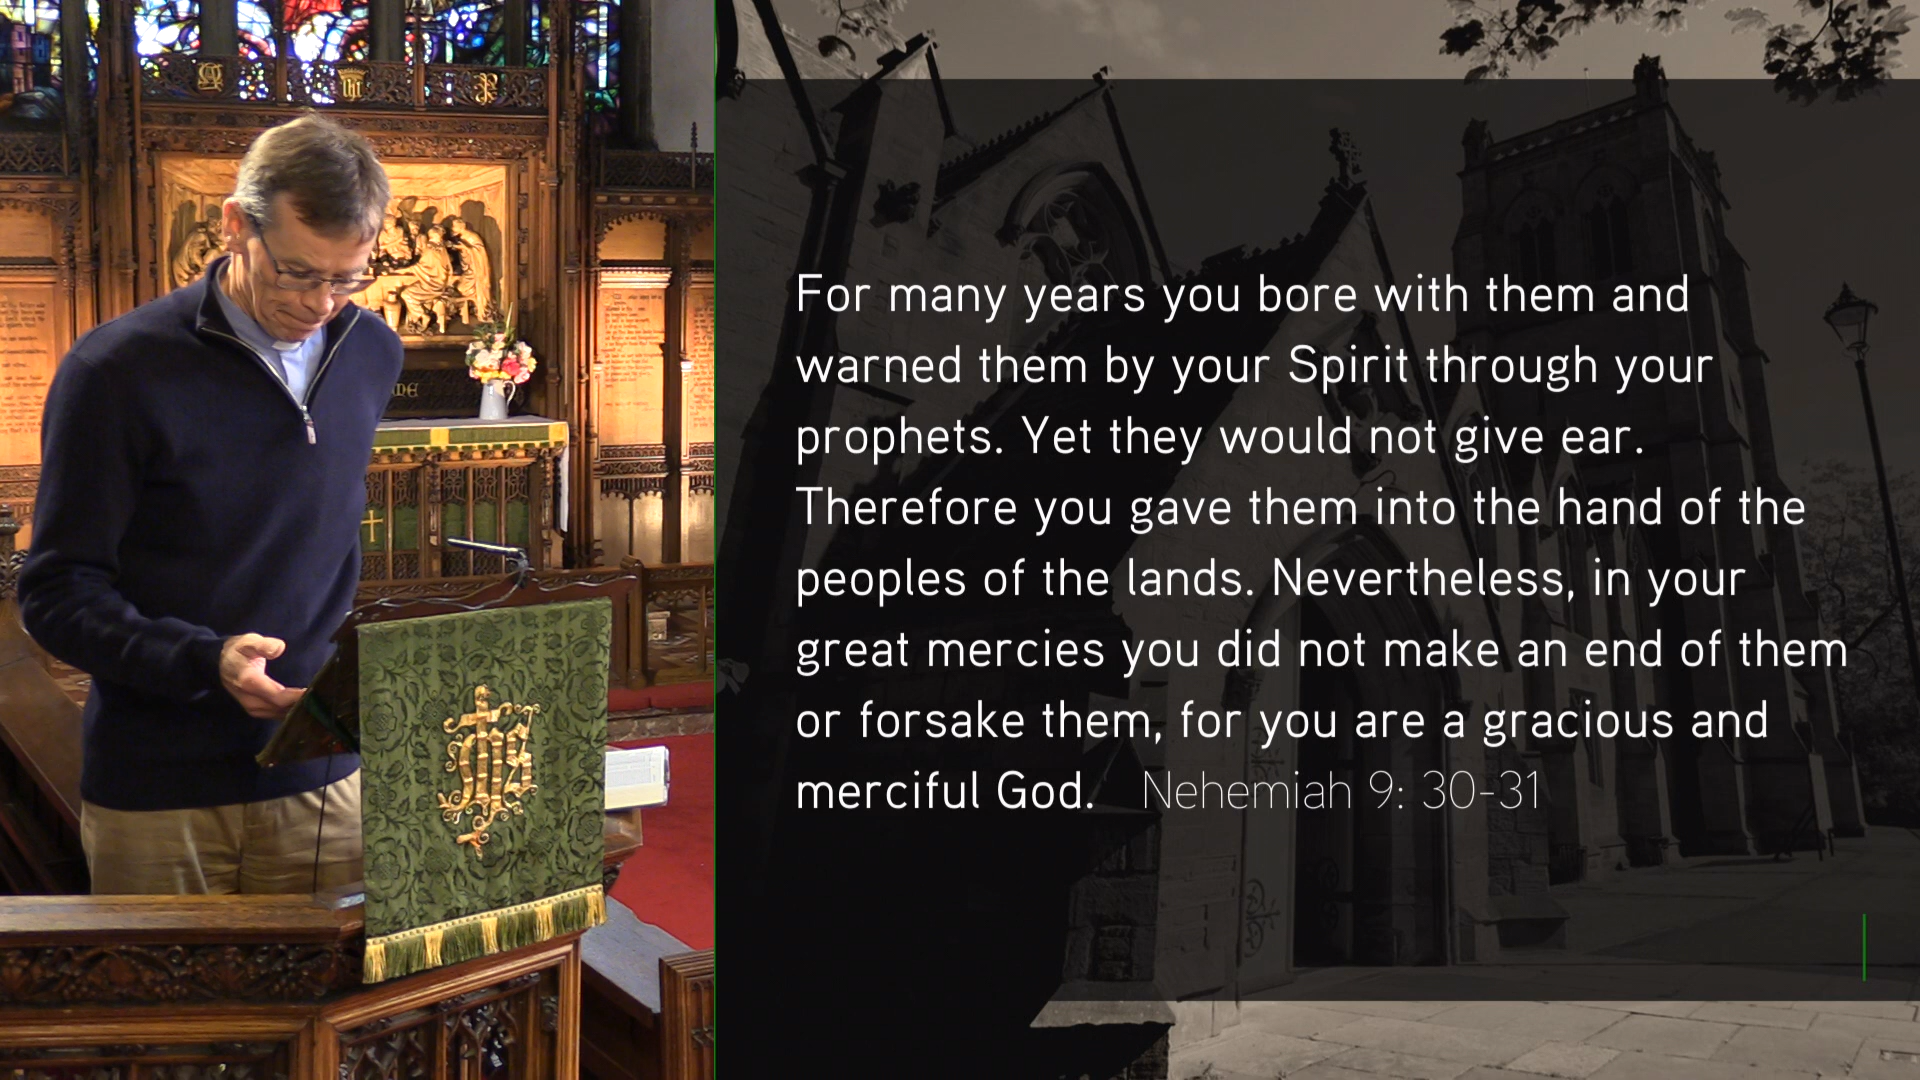 For many years you bore with them and
warned them by your Spirit through your
prophets. Yet they would not give ear.
Therefore you gave them into the hand of the
peoples of the lands. Nevertheless, in your
great mercies you did not make an end of them
or forsake them, for you are a gracious and
merciful God. Nehemiah 9: 30-31